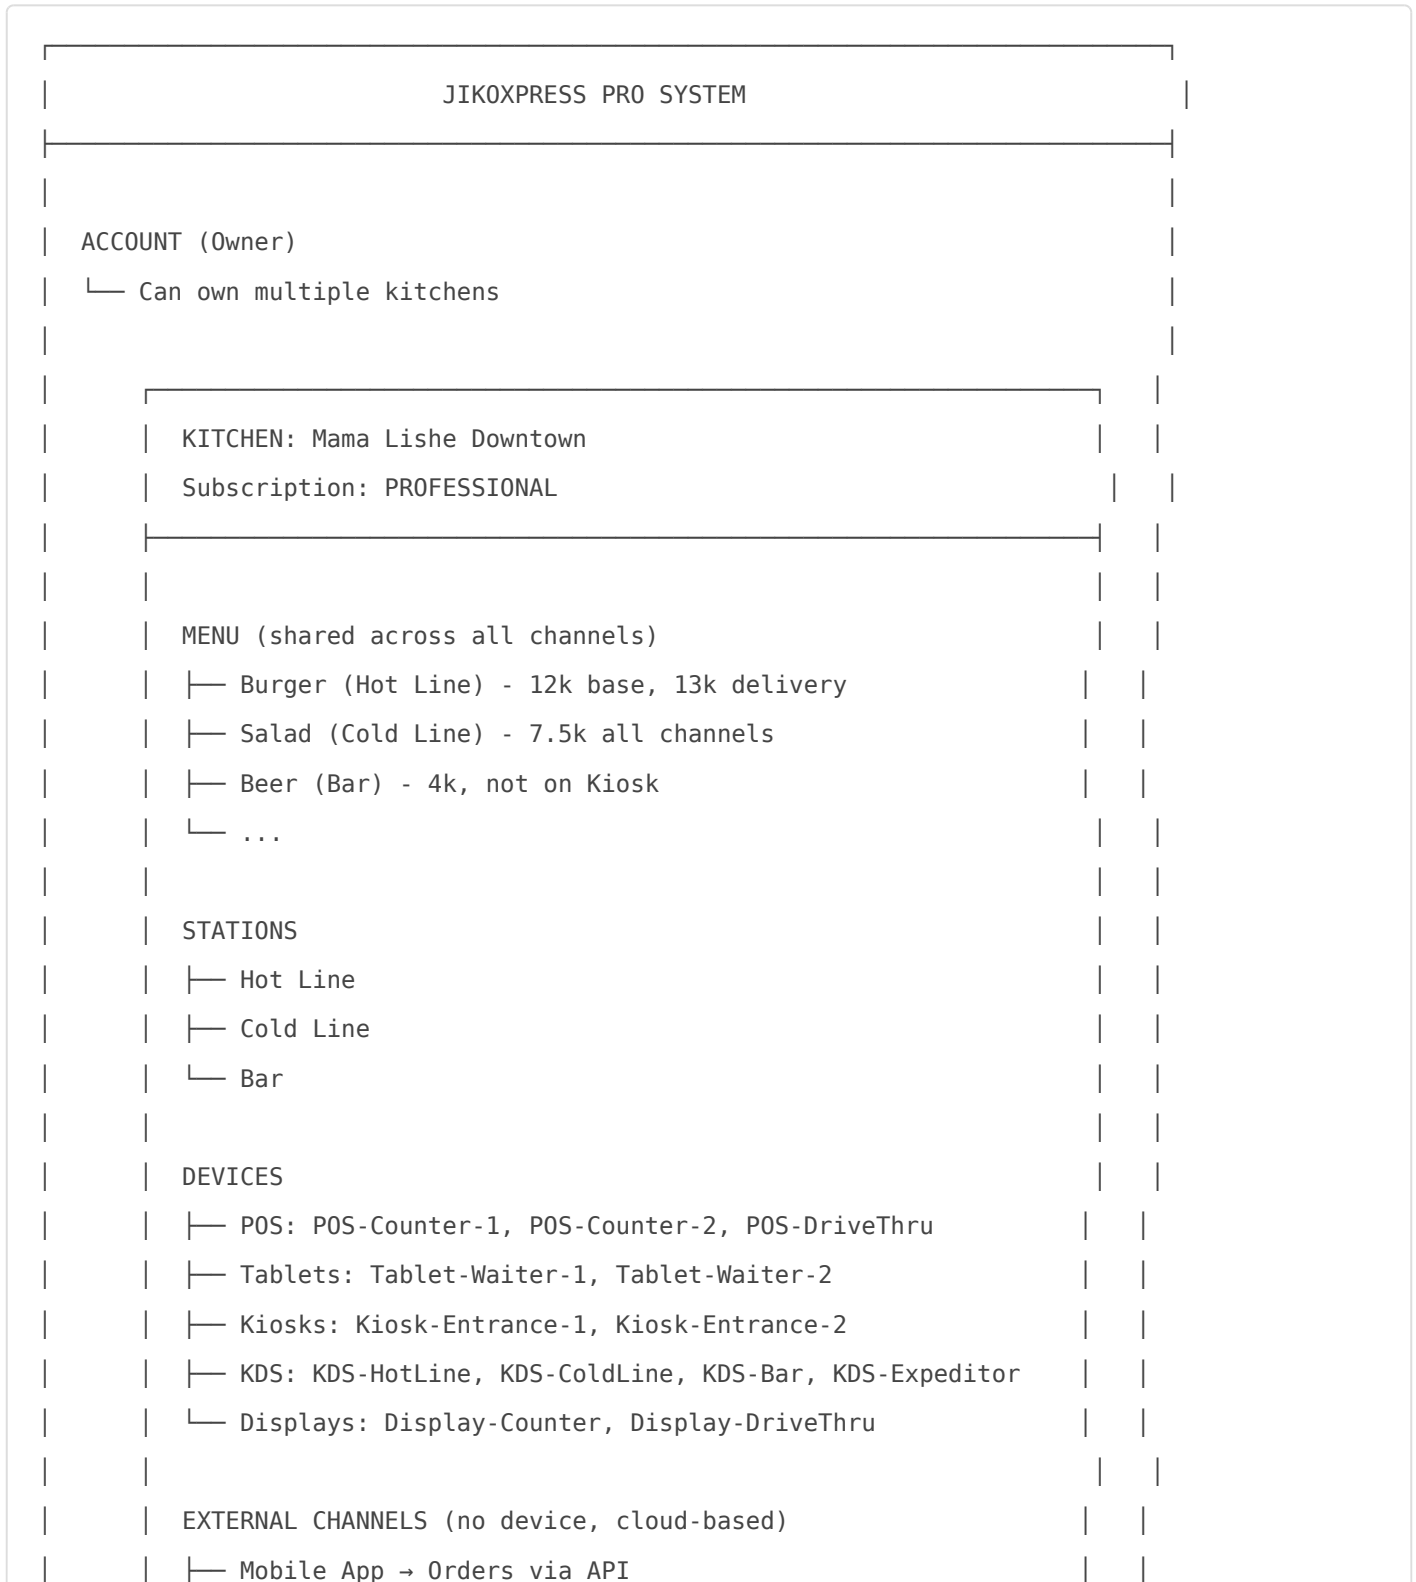 ┌─────────────────────────────────────────────────────────────────────────────┐
│                           JIKOXPRESS PRO SYSTEM                              │
├─────────────────────────────────────────────────────────────────────────────┤
│                                                                             │
│  ACCOUNT (Owner)                                                            │
│  └── Can own multiple kitchens                                              │
│                                                                             │
│      ┌─────────────────────────────────────────────────────────────────┐   │
│      │  KITCHEN: Mama Lishe Downtown                                   │   │
│      │  Subscription: PROFESSIONAL                                      │   │
│      ├─────────────────────────────────────────────────────────────────┤   │
│      │                                                                 │   │
│      │  MENU (shared across all channels)                              │   │
│      │  ├── Burger (Hot Line) - 12k base, 13k delivery                │   │
│      │  ├── Salad (Cold Line) - 7.5k all channels                     │   │
│      │  ├── Beer (Bar) - 4k, not on Kiosk                             │   │
│      │  └── ...                                                        │   │
│      │                                                                 │   │
│      │  STATIONS                                                       │   │
│      │  ├── Hot Line                                                   │   │
│      │  ├── Cold Line                                                  │   │
│      │  └── Bar                                                        │   │
│      │                                                                 │   │
│      │  DEVICES                                                        │   │
│      │  ├── POS: POS-Counter-1, POS-Counter-2, POS-DriveThru          │   │
│      │  ├── Tablets: Tablet-Waiter-1, Tablet-Waiter-2                 │   │
│      │  ├── Kiosks: Kiosk-Entrance-1, Kiosk-Entrance-2                │   │
│      │  ├── KDS: KDS-HotLine, KDS-ColdLine, KDS-Bar, KDS-Expeditor    │   │
│      │  └── Displays: Display-Counter, Display-DriveThru              │   │
│      │                                                                 │   │
│      │  EXTERNAL CHANNELS (no device, cloud-based)                    │   │
│      │  ├── Mobile App → Orders via API                               │   │